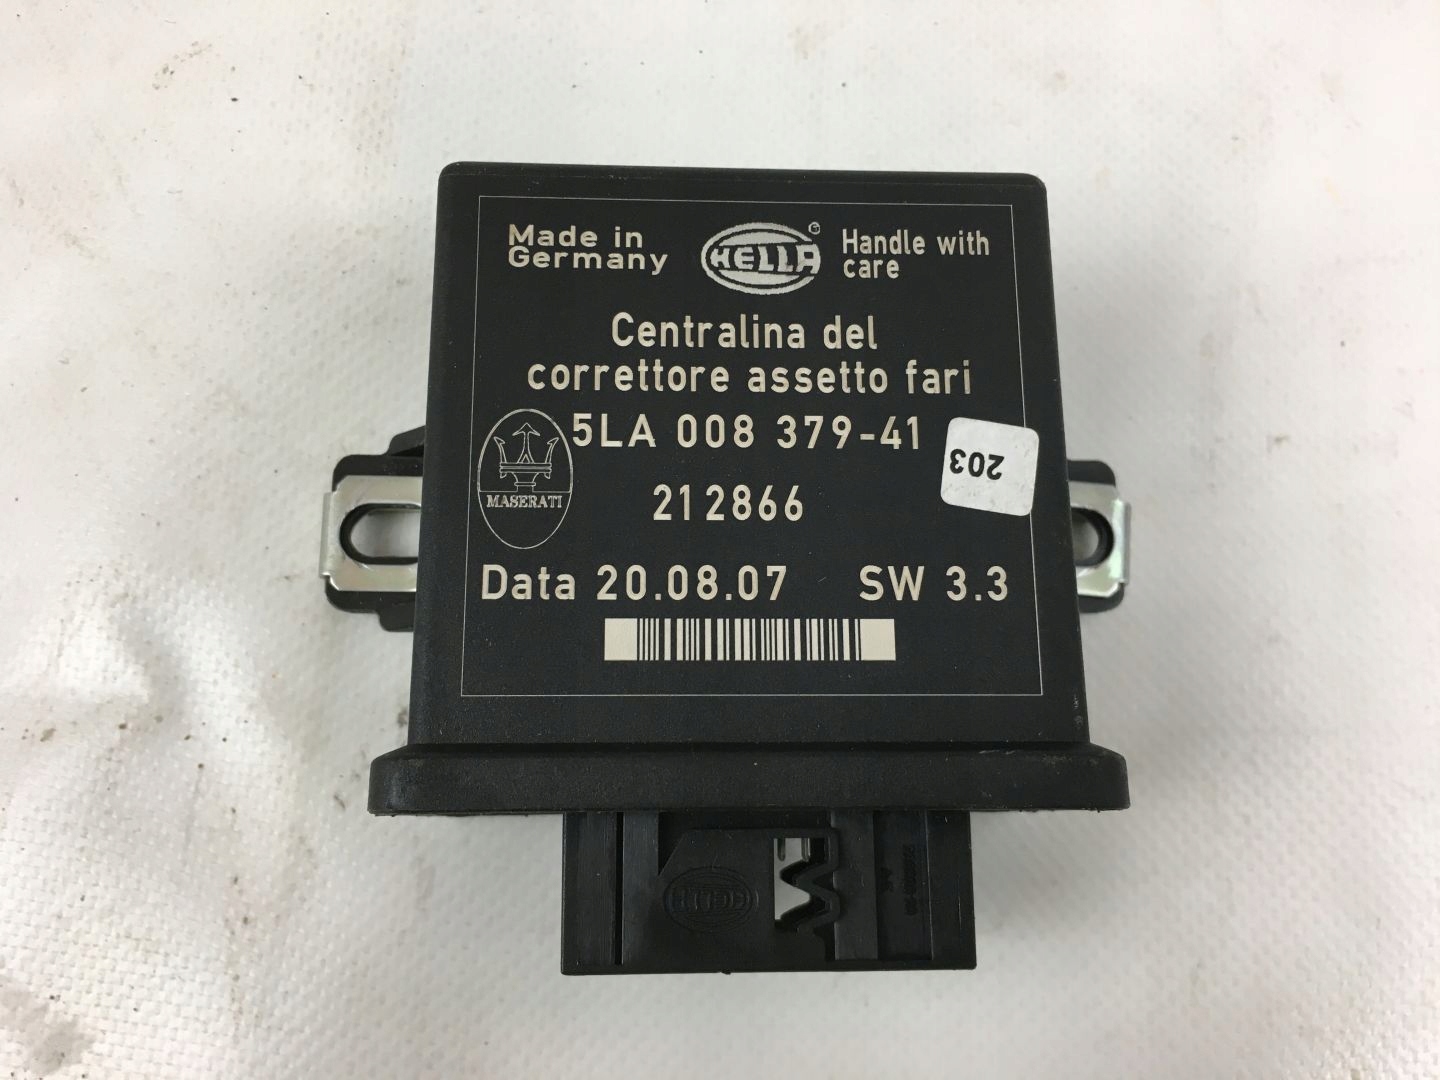 Made in
Germany
HELLA
Handle with
care
Centralina del
correttore assetto fari
5LA 008 379-41
MASERATI
212866
203
Data 20.08.07 SW 3.3
HELLA